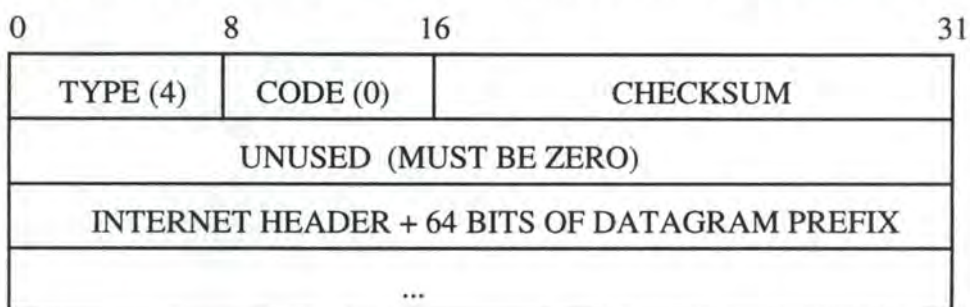 0 8 16 31
TYPE (4) CODE (0) CHECKSUM
UNUSED (MUST BE ZERO)
INTERNET HEADER + 64 BITS OF DATAGRAM PREFIX
...